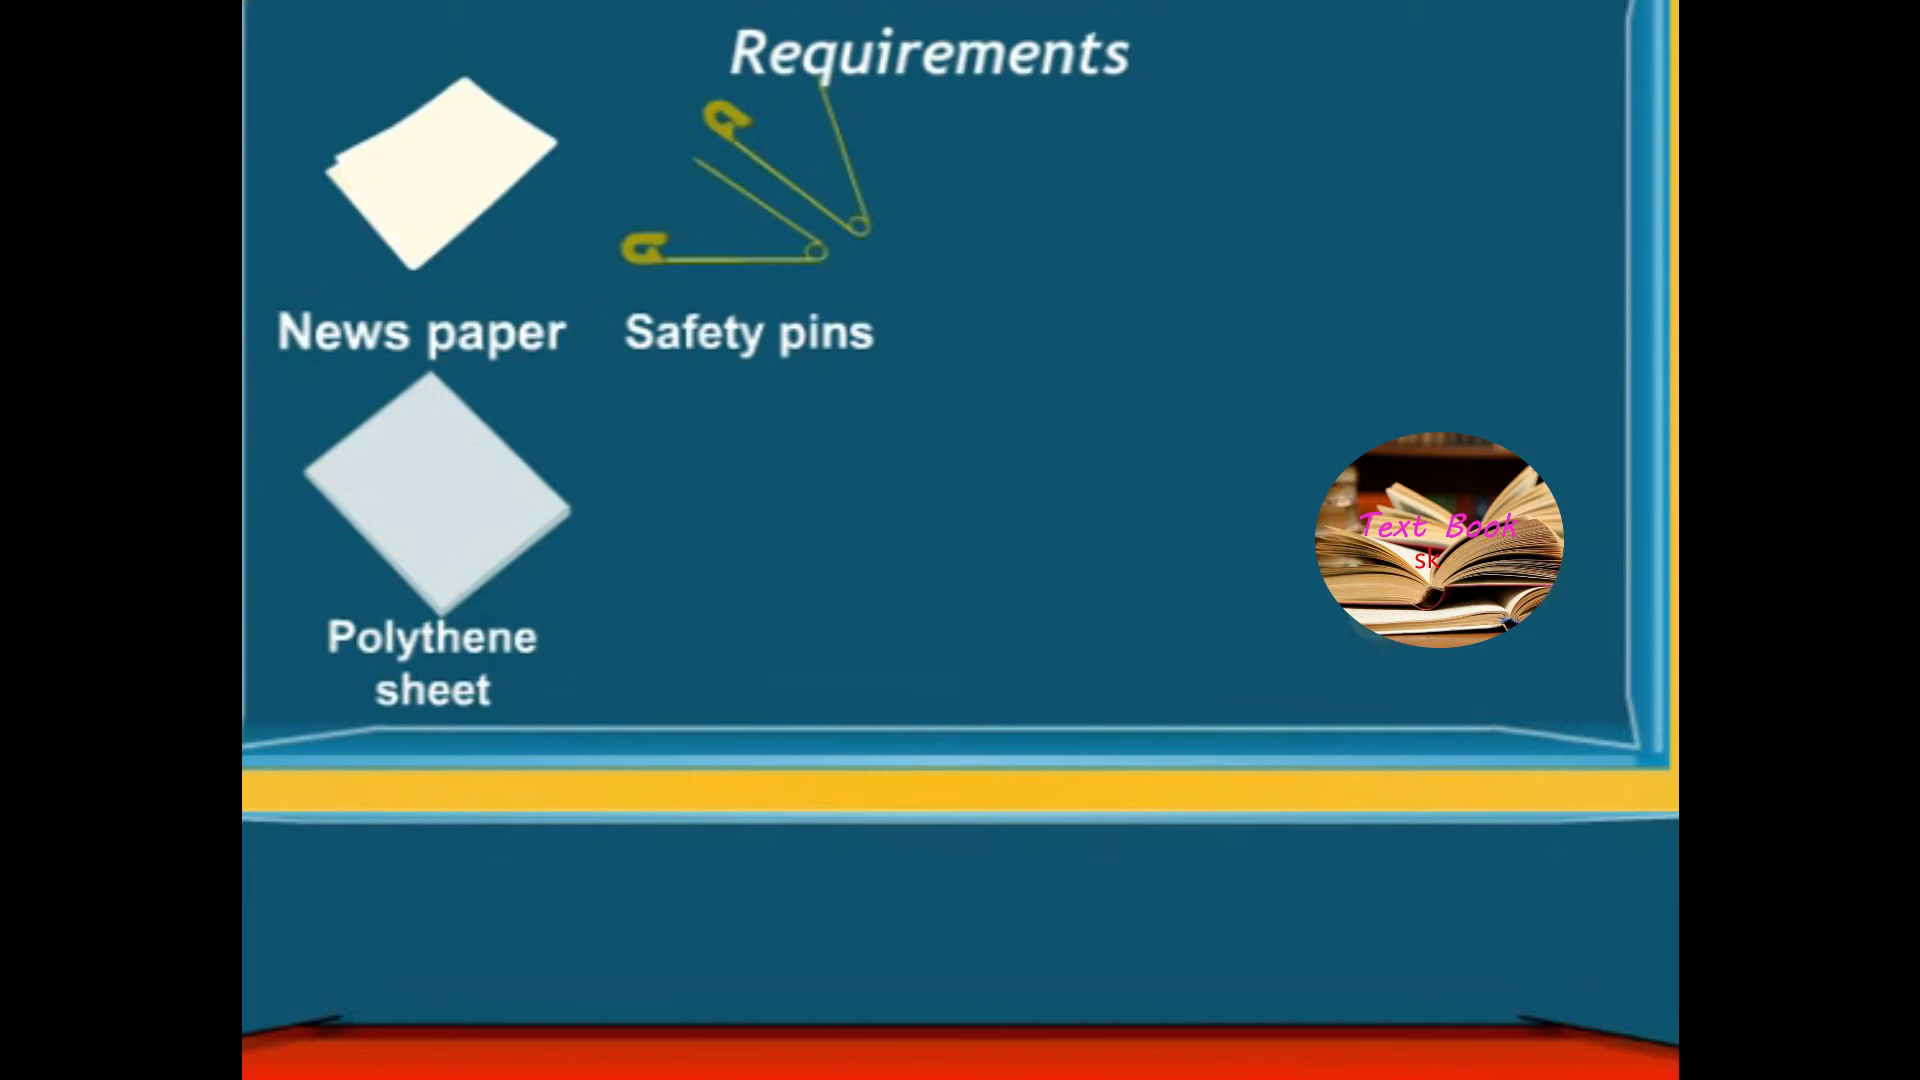 Requirements
News paper
Safety pins
Polythene
sheet
Text Book
sk